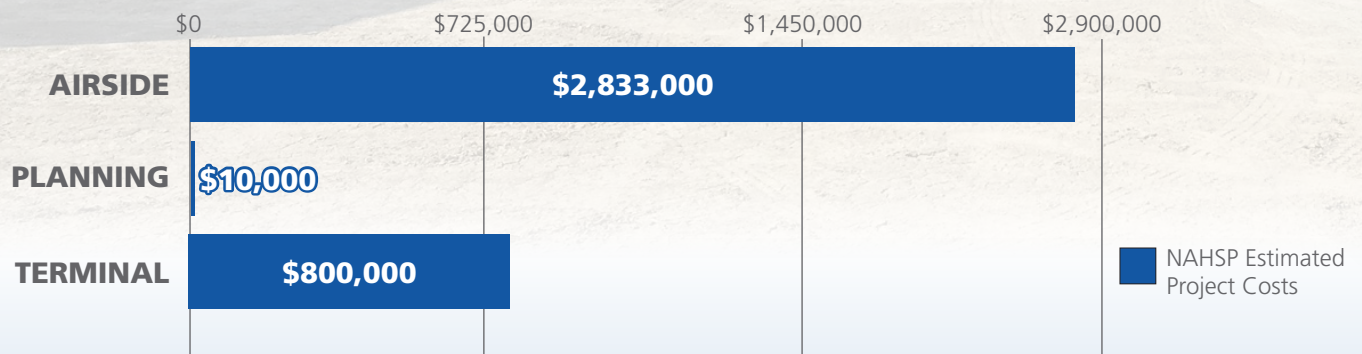 $0 $725,000 $1,450,000 $2,900,000
AIRSIDE $2,833,000
PLANNING $10,000
TERMINAL $800,000
NAHSP Estimated
Project Costs